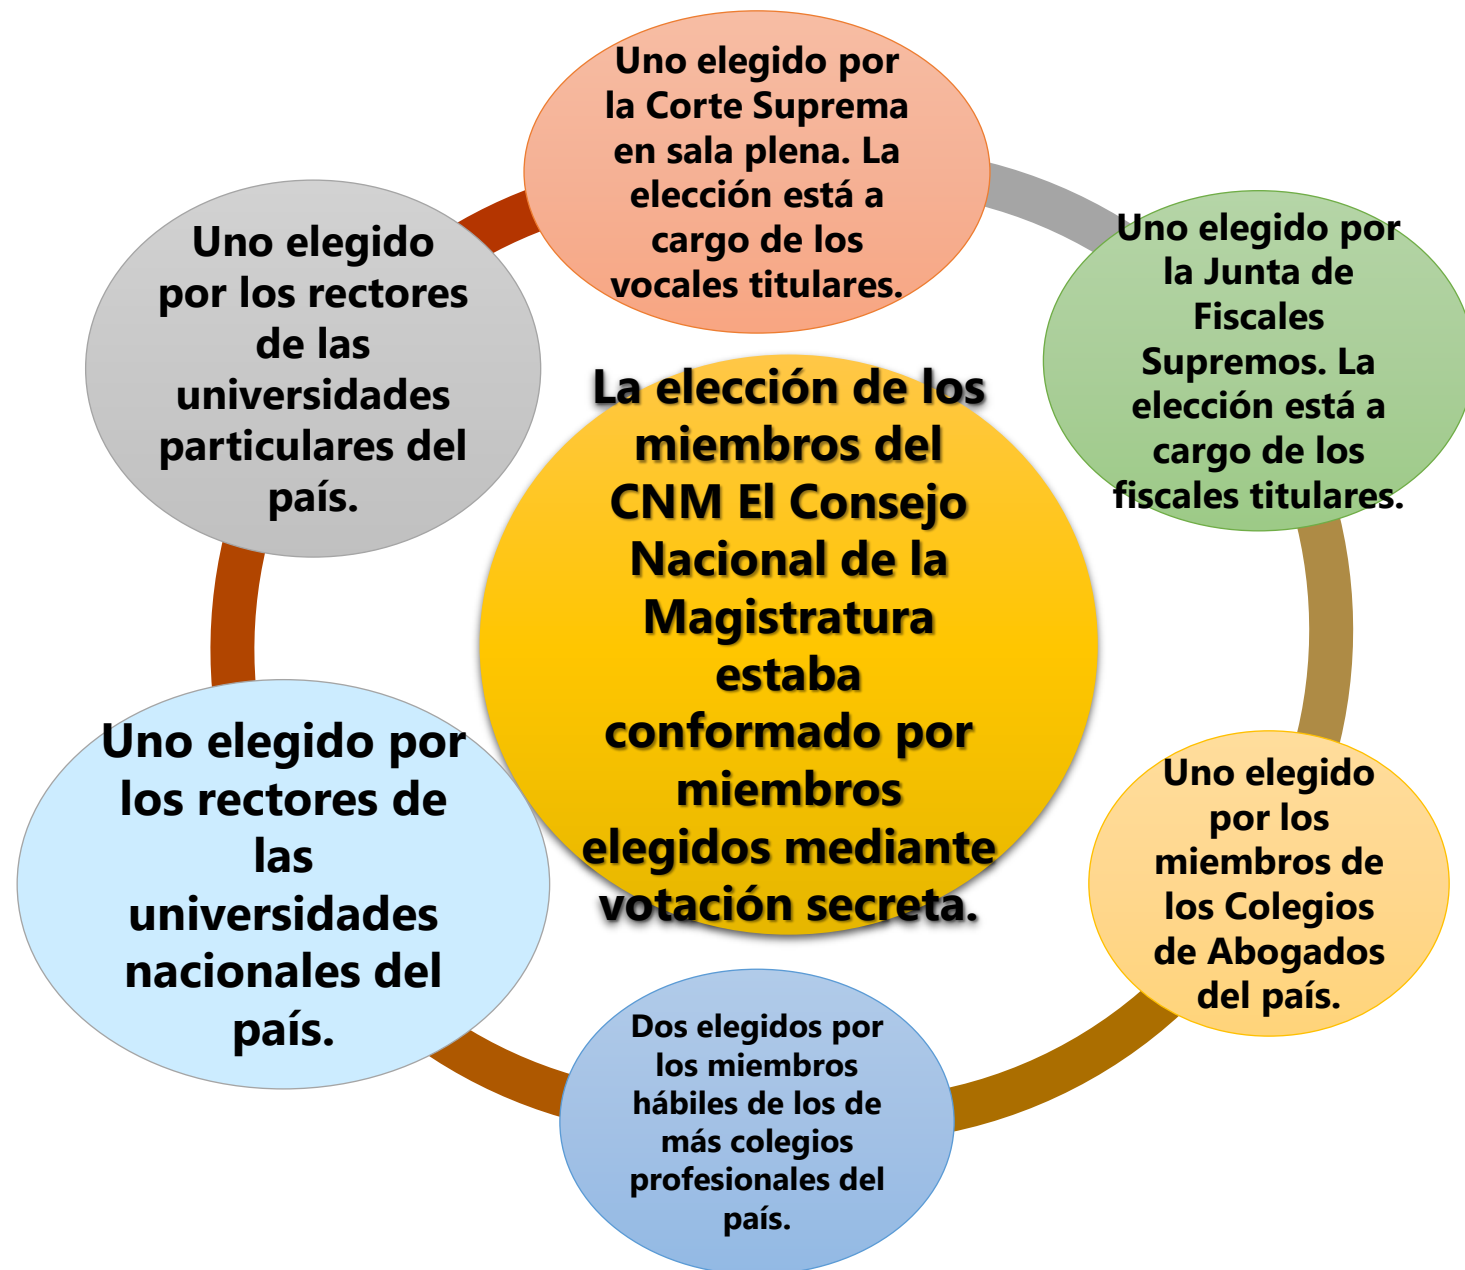 Uno elegido por
la Corte Suprema
en sala plena. La
elección está a
cargo de los
vocales titulares.
Uno elegido por
la Junta de
Fiscales
Supremos. La
elección está a
cargo de los
fiscales titulares.
Uno elegido
por los
miembros de
los Colegios
de Abogados
del país.
Dos elegidos por
los miembros
hábiles de los de
más colegios
profesionales del
país.
Uno elegido por
los rectores de
las
universidades
nacionales del
país.
Uno elegido
por los rectores
de las
universidades
particulares del
país.
La elección de los
miembros del
CNM El Consejo
Nacional de la
Magistratura
estaba
conformado por
miembros
elegidos mediante
votación secreta.